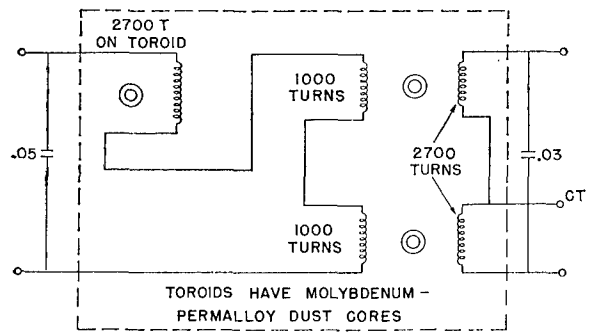 2700 T
ON TOROID
1000
TURNS
.05
2700
TURNS
.03
CT
1000
TURNS
TOROIDS HAVE MOLYBDENUM -
PERMALLOY DUST CORES